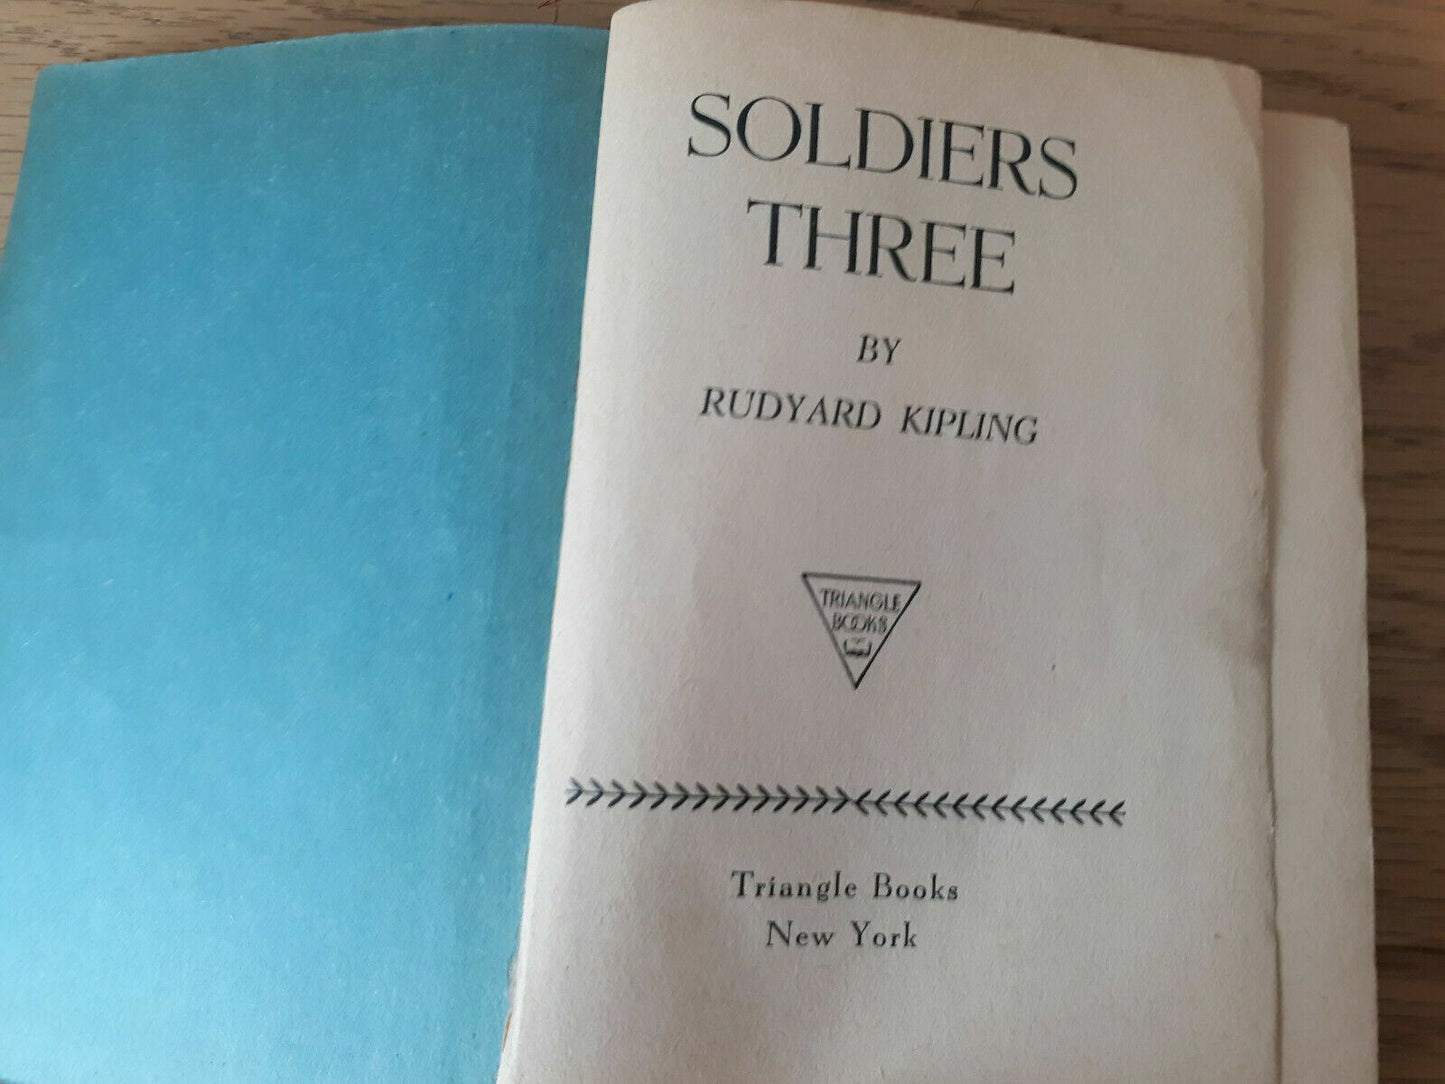 SOLDIERS
THREE
BY
RUDYARD KIPLING
TRIANGLE
BOOKS
Triangle Books
New York